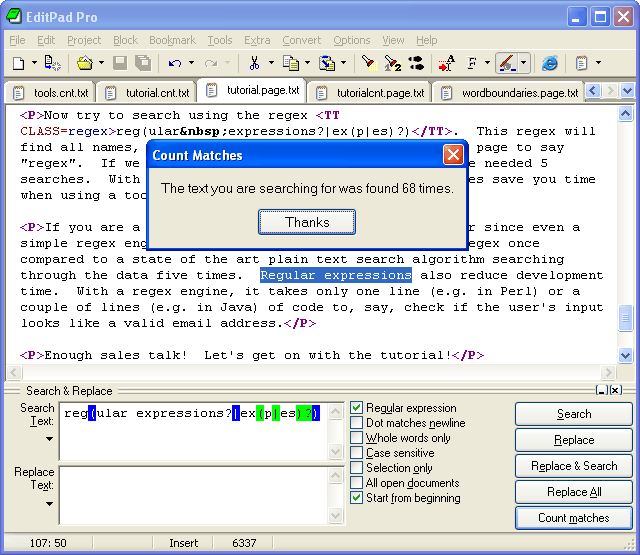 EditPad Pro
File Edit Project Block Bookmark Tools Extra Convert Options View Help
tools.cnt.txt tutorial.cnt.txt tutorial.page.txt tutorialcnt.page.txt wordboundaries.page.txt
<P>Now try to search using the regex <TT
CLASS=regex>reg(ular&nbsp;expressions?|ex(p|es)?)</TT>. This regex will
find all names, page to say
"regex". If we needed 5
searches. With es save you time
when using a too
Count Matches
The text you are searching for was found 68 times.
Thanks
<P>If you are a r since even a
simple regex eng egex once
compared to a state of the art plain text search algorithm searching
through the data five times. Regular expressions also reduce development
time. With a regex engine, it takes only one line (e.g. in Perl) or a
couple of lines (e.g. in Java) of code to, say, check if the user's input
looks like a valid email address.</P>
<P>Enough sales talk! Let's get on with the tutorial!</P>
Search & Replace
Search
Text:
reg(ular expressions?|ex(p|es)?)
Replace
Text:
Regular expression
Dot matches newline
Whole words only
Case sensitive
Selection only
All open documents
Start from beginning
Search
Replace
Replace & Search
Replace All
Count matches
107: 50 Insert 6337